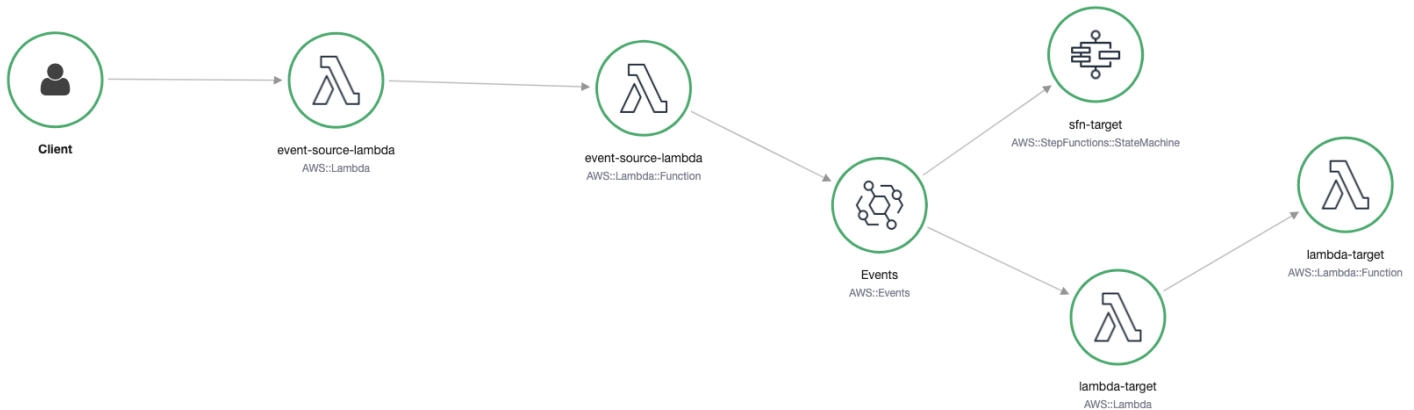 Client
event-source-lambda
AWS::Lambda
event-source-lambda
AWS::Lambda::Function
Events
AWS::Events
sfn-target
AWS::StepFunctions::StateMachine
lambda-target
AWS::Lambda
lambda-target
AWS::Lambda::Function